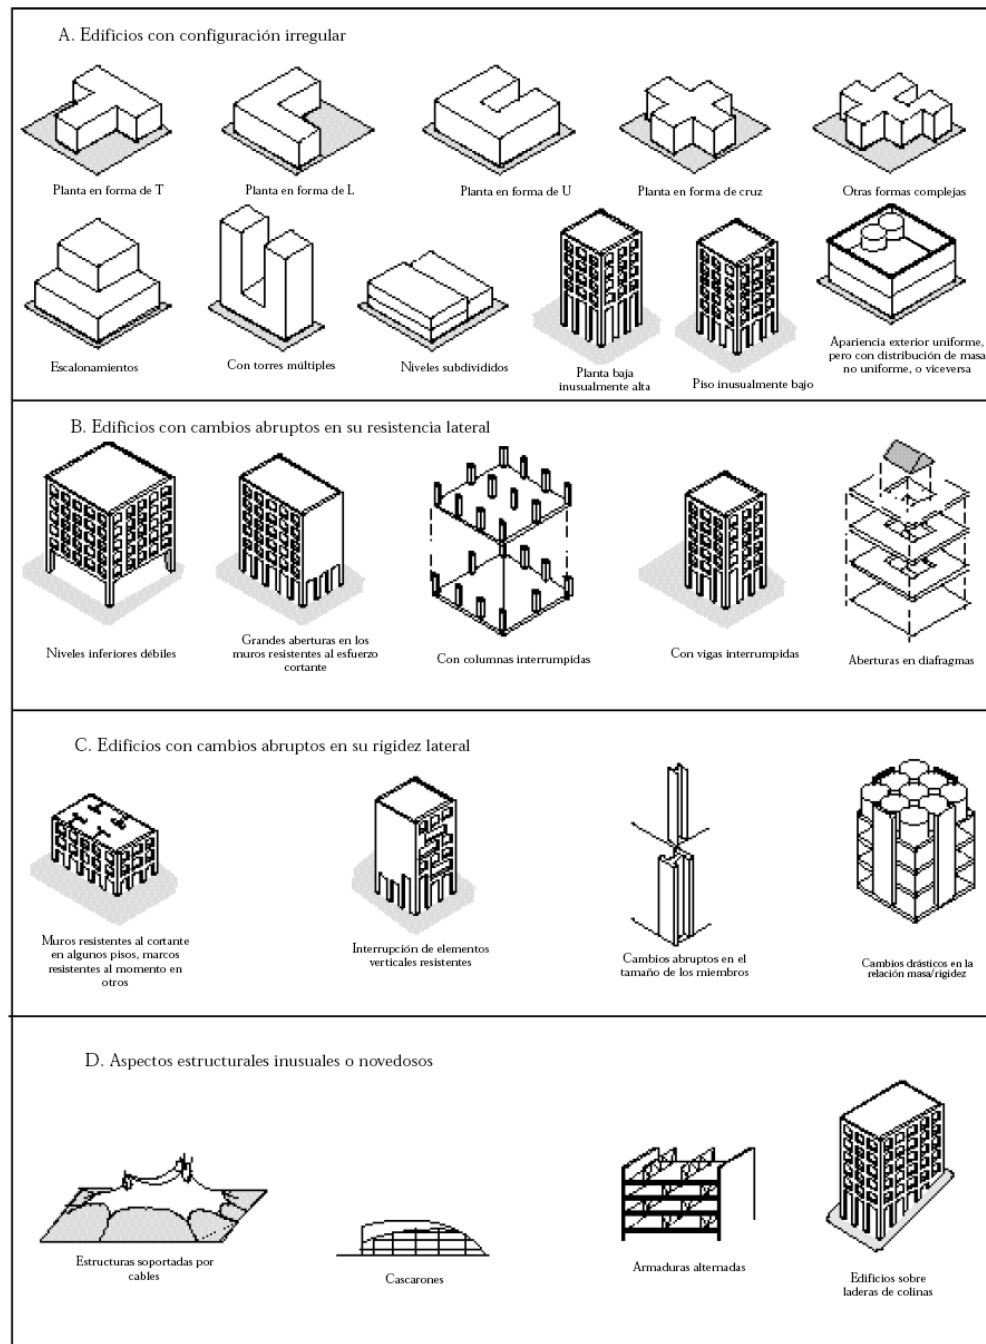 A. Edificios con configuración irregular
Planta en forma de T
Planta en forma de L
Planta en forma de U
Planta en forma de cruz
Otras formas complejas
Escalonamientos
Con torres múltiples
Niveles subdivididos
Planta baja
inusualmente alta
Piso inusualmente bajo
Apariencia exterior uniforme,
pero con distribución de masa
no uniforme, o viceversa
B. Edificios con cambios abruptos en su resistencia lateral
Niveles inferiores débiles
Grandes aberturas en los
muros resistentes al esfuerzo
cortante
Con columnas interrumpidas
Con vigas interrumpidas
Aberturas en diafragmas
C. Edificios con cambios abruptos en su rigidez lateral
Muros resistentes al cortante
en algunos pisos, marcos
resistentes al momento en
otros
Interrupción de elementos
verticales resistentes
Cambios abruptos en el
tamaño de los miembros
Cambios drásticos en la
relación masa/rigidez
D. Aspectos estructurales inusuales o novedosos
Estructuras soportadas por
cables
Cascarones
Armaduras alternadas
Edificios sobre
laderas de colinas